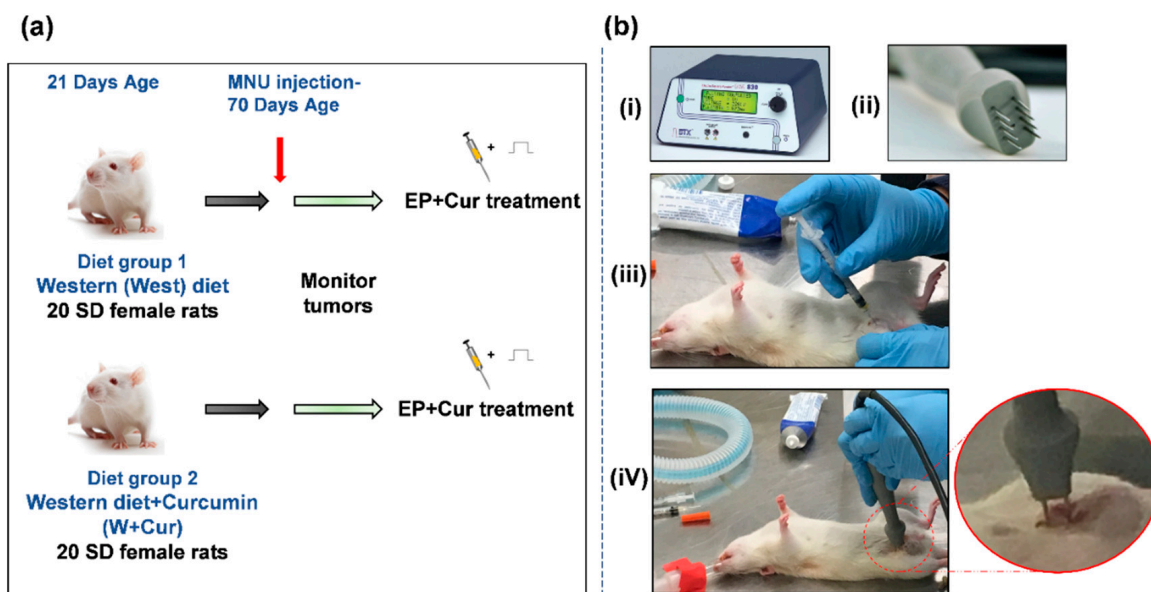 (a)
21 Days Age
MNU injection-
70 Days Age
+
EP+Cur treatment
Diet group 1
Western (West) diet
20 SD female rats
Monitor
tumors
+
EP+Cur treatment
Diet group 2
Western diet+Curcumin
(W+Cur)
20 SD female rats
(b)
(i)
830
BTX
(ii)
(iii)
(iV)